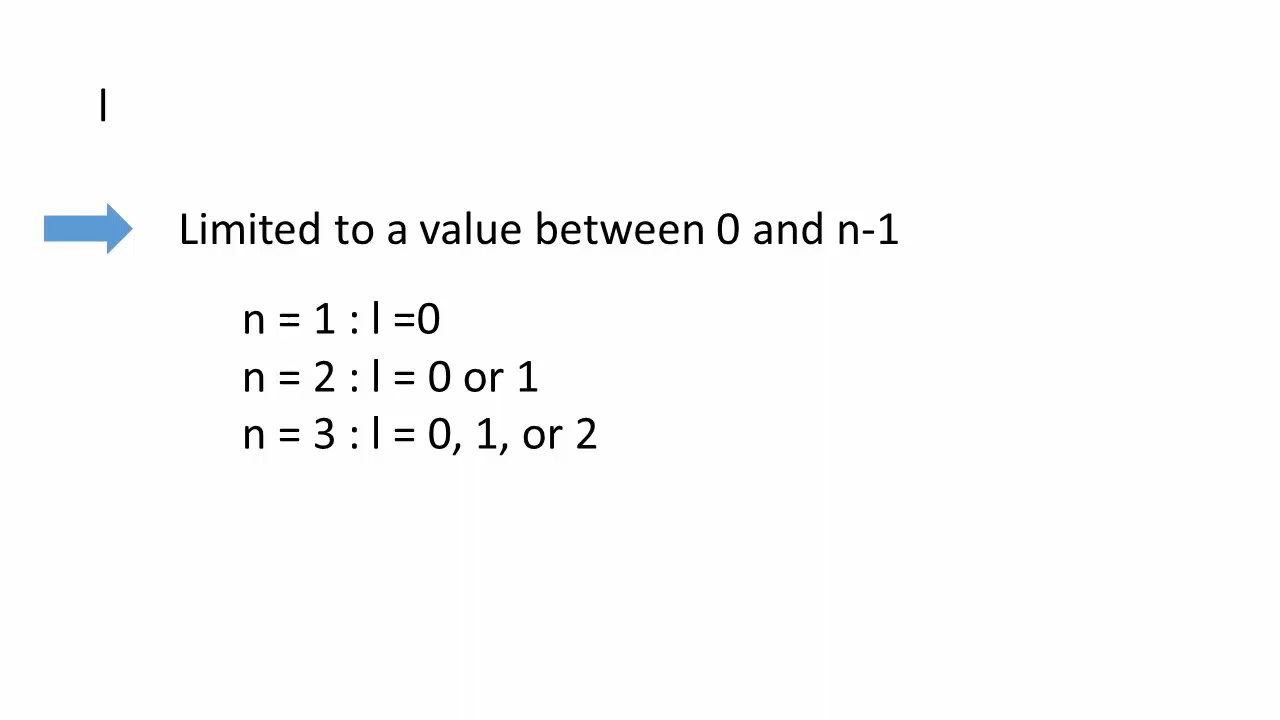 l
Limited to a value between 0 and n-1
n = 1 : l =0
n = 2 : l = 0 or 1
n = 3 : l = 0, 1, or 2